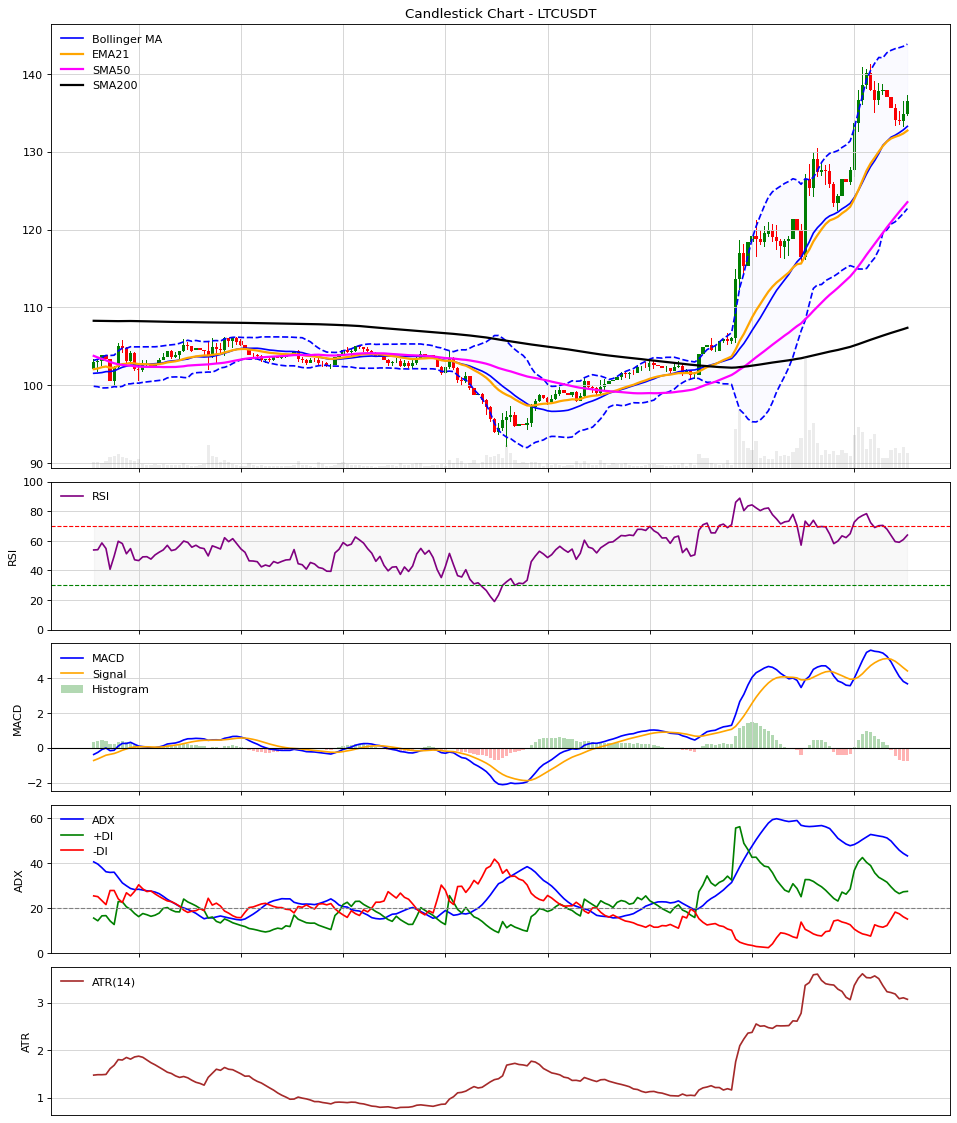 Candlestick Chart - LTCUSDT
Bollinger MA
EMA21
SMA50
SMA200
140
130
120
110
100
90
RSI
100
80
60
40
20
0
RSI
MACD
Signal
Histogram
4
2
0
−2
MACD
ADX
+DI
-DI
60
40
20
0
ADX
ATR(14)
3
2
1
ATR